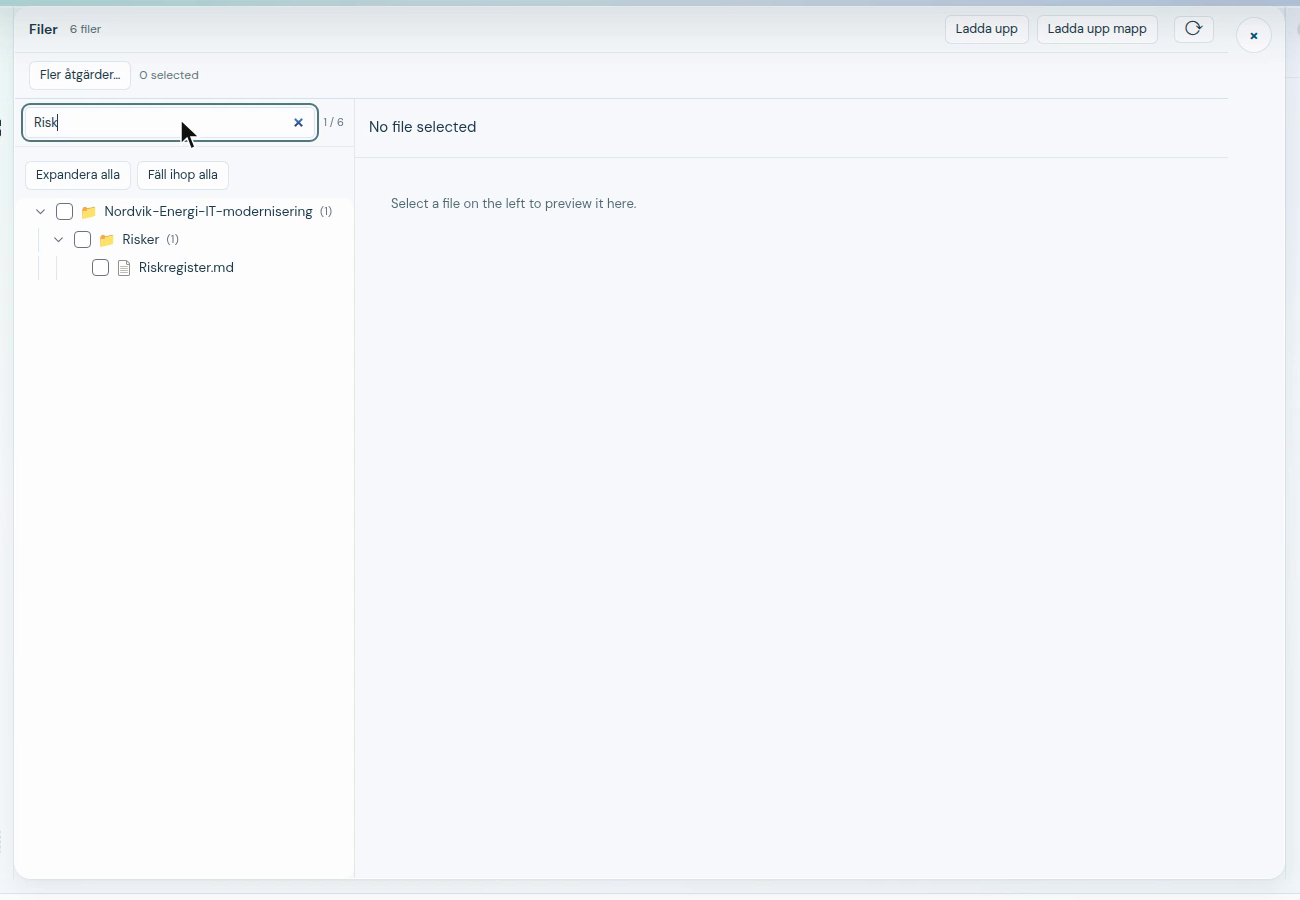 Filer 6 filer
Ladda upp
Ladda upp mapp
Fler åtgärder...
0 selected
Risk
1 / 6
No file selected
Expandera alla
Fäll ihop alla
Select a file on the left to preview it here.
Nordvik-Energi-IT-modernisering (1)
Risker (1)
Riskregister.md